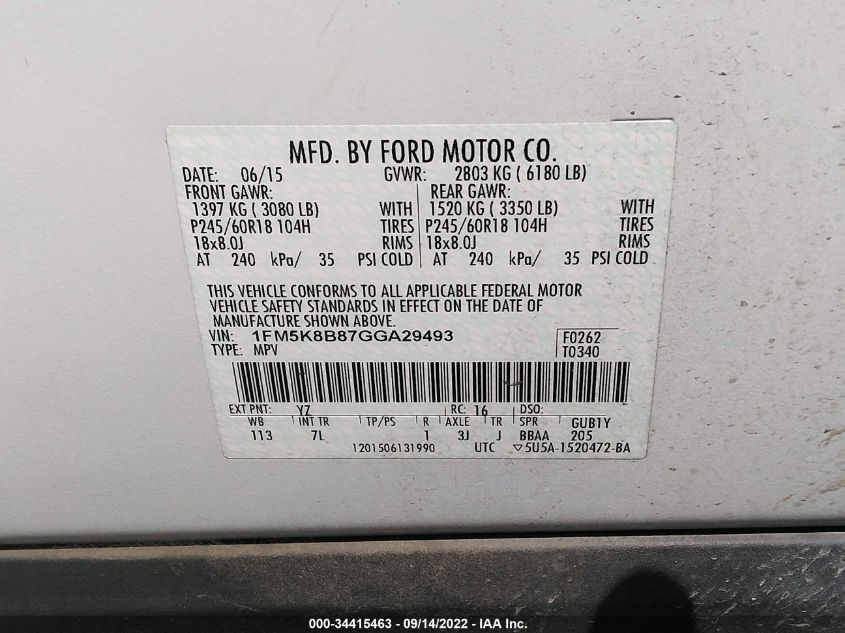 MFD. BY FORD MOTOR CO.
DATE: 06/15 GVWR: 2803 KG ( 6180 LB)
FRONT GAWR: REAR GAWR:
1397 KG ( 3080 LB) WITH 1520 KG ( 3350 LB) WITH
P245/60R18 104H TIRES P245/60R18 104H TIRES
18x8.0J RIMS 18x8.0J RIMS
AT 240 kPa/ 35 PSI COLD AT 240 kPa/ 35 PSI COLD
THIS VEHICLE CONFORMS TO ALL APPLICABLE FEDERAL MOTOR
VEHICLE SAFETY STANDARDS IN EFFECT ON THE DATE OF
MANUFACTURE SHOWN ABOVE.
VIN: 1FM5K8B87GGA29493 F0262
TYPE: MPV T0340
EXT PNT: YZ RC: 16 DSO:
WB INT TR TP/PS R AXLE TR SPR GUB1Y
113 7L 1 3J J BBAA 205
1201506131990 UTC ▽5U5A-1520472-BA
000-34415463 - 09/14/2022 - IAA Inc.